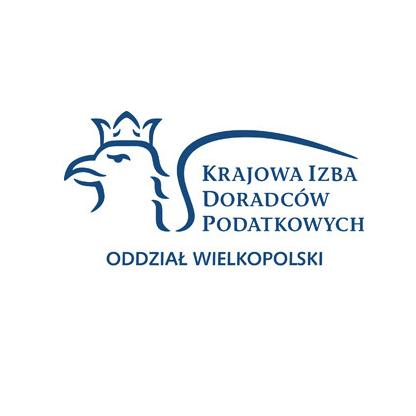 Krajowa Izba
Doradców
Podatkowych
ODDZIAŁ WIELKOPOLSKI